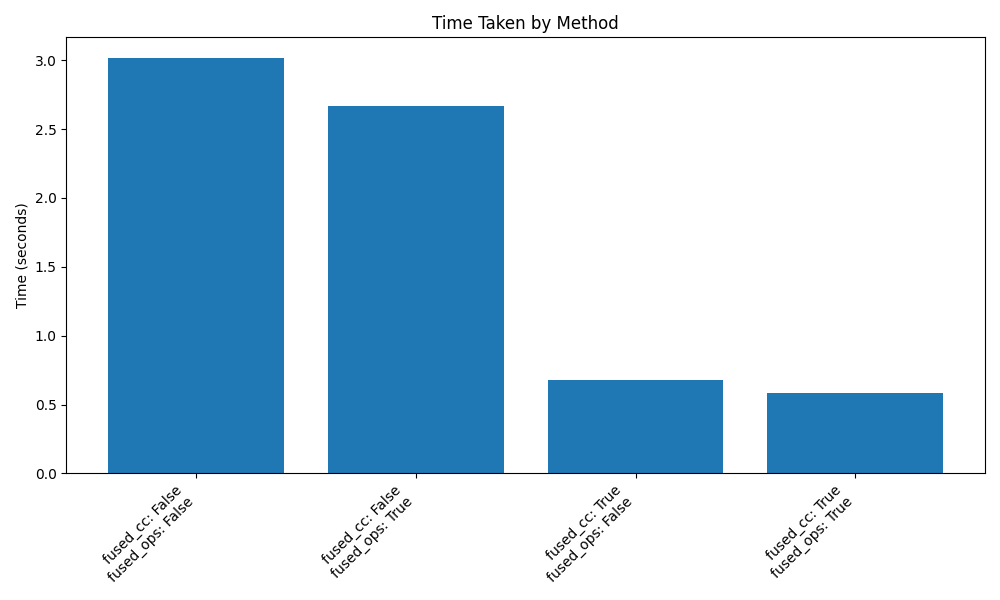 Time Taken by Method
Time (seconds)
3.0
2.5
2.0
1.5
1.0
0.5
0.0
fused_cc: False
fused_ops: False
fused_cc: False
fused_ops: True
fused_cc: True
fused_ops: False
fused_cc: True
fused_ops: True